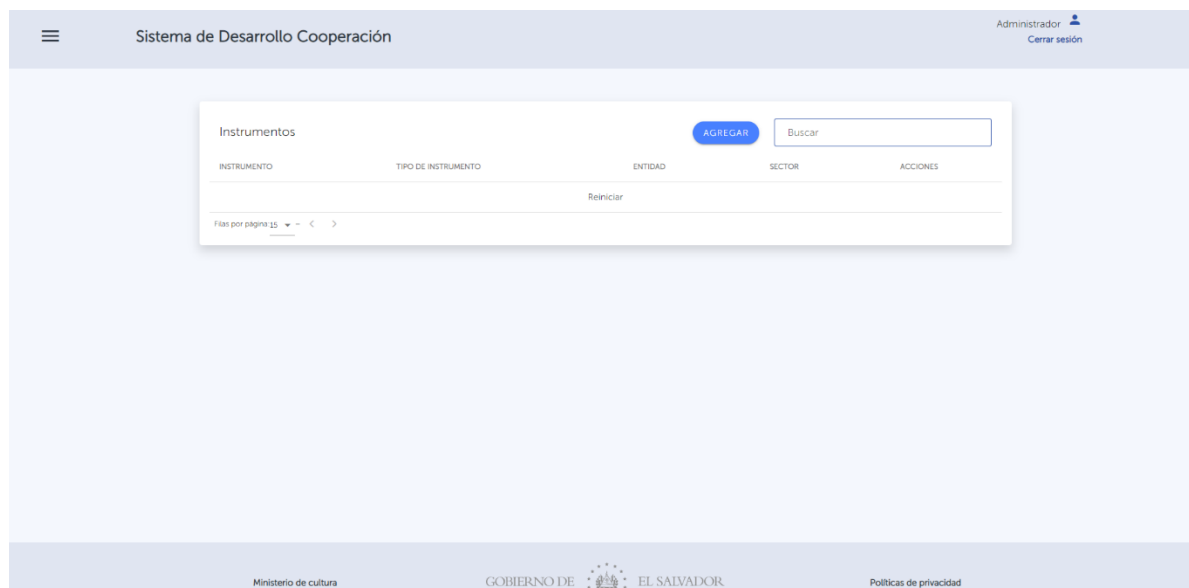 Administrador
Sistema de Desarrollo Cooperación
Cerrar sesión
Instrumentos AGREGAR Buscar
INSTRUMENTO TIPO DE INSTRUMENTO ENTIDAD SECTOR ACCIONES
Reiniciar
Filas por página: 15 –
Ministerio de cultura GOBIERNO DE EL SALVADOR Políticas de privacidad